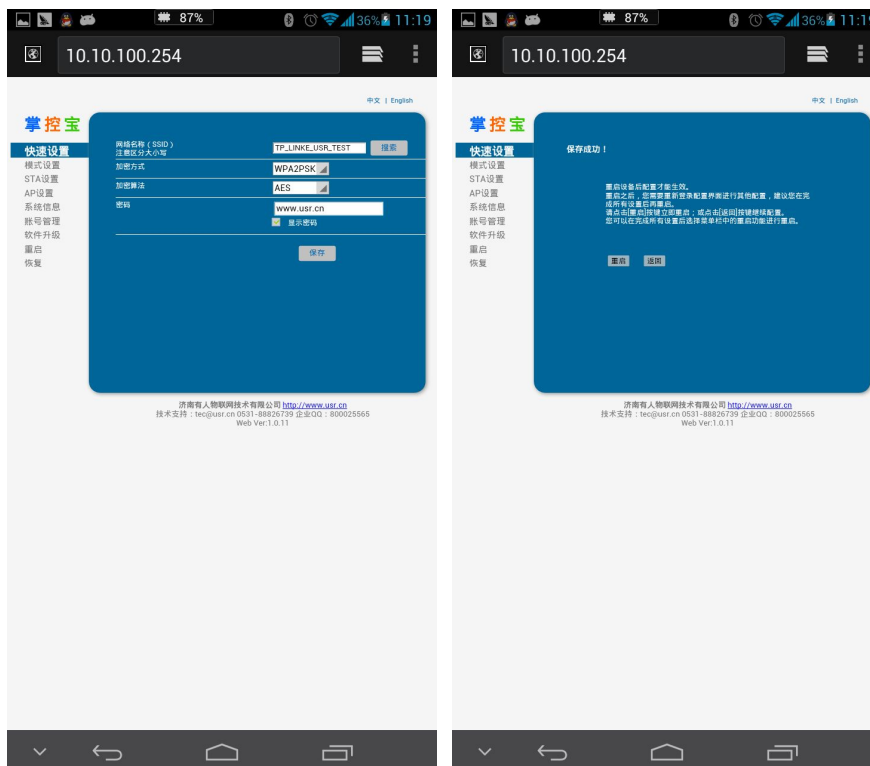 87%
36% 11:19
10.10.100.254
中文 | English
掌控宝
快速设置
模式设置
STA设置
AP设置
系统信息
账号管理
软件升级
重启
恢复
网络名称（SSID）
注意区分大小写
TP_LINKE_USR_TEST
搜索
加密方式
WPA2PSK
加密算法
AES
密码
www.usr.cn
显示密码
保存
济南有人物联网技术有限公司 http://www.usr.cn
技术支持：tec@usr.cn 0531-88826739 企业QQ：800025565
Web Ver:1.0.11
87%
36% 11:19
10.10.100.254
中文 | English
掌控宝
快速设置
模式设置
STA设置
AP设置
系统信息
账号管理
软件升级
重启
恢复
保存成功！
重启设备后配置才能生效。
重启之后，您需要重新登录配置界面进行其他配置，建议您在完
成所有设置后再重启。
请点击[重启]按键立即重启；或点击[返回]按键继续配置。
您可以在完成所有设置后选择菜单栏中的重启功能进行重启。
重启 返回
济南有人物联网技术有限公司 http://www.usr.cn
技术支持：tec@usr.cn 0531-88826739 企业QQ：800025565
Web Ver:1.0.11